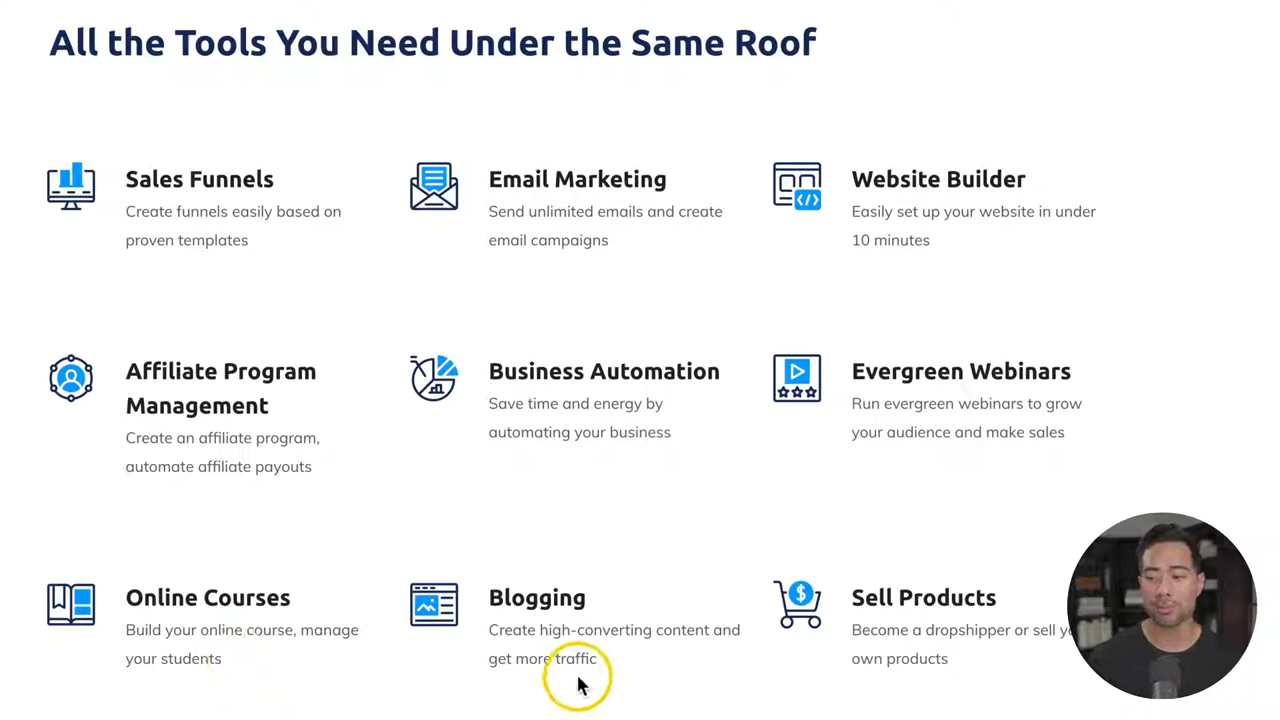 All the Tools You Need Under the Same Roof
Sales Funnels
Create funnels easily based on
proven templates
Email Marketing
Send unlimited emails and create
email campaigns
Website Builder
Easily set up your website in under
10 minutes
Affiliate Program
Management
Create an affiliate program,
automate affiliate payouts
Business Automation
Save time and energy by
automating your business
Evergreen Webinars
Run evergreen webinars to grow
your audience and make sales
Online Courses
Build your online course, manage
your students
Blogging
Create high-converting content and
get more traffic
Sell Products
Become a dropshipper or sell
own products